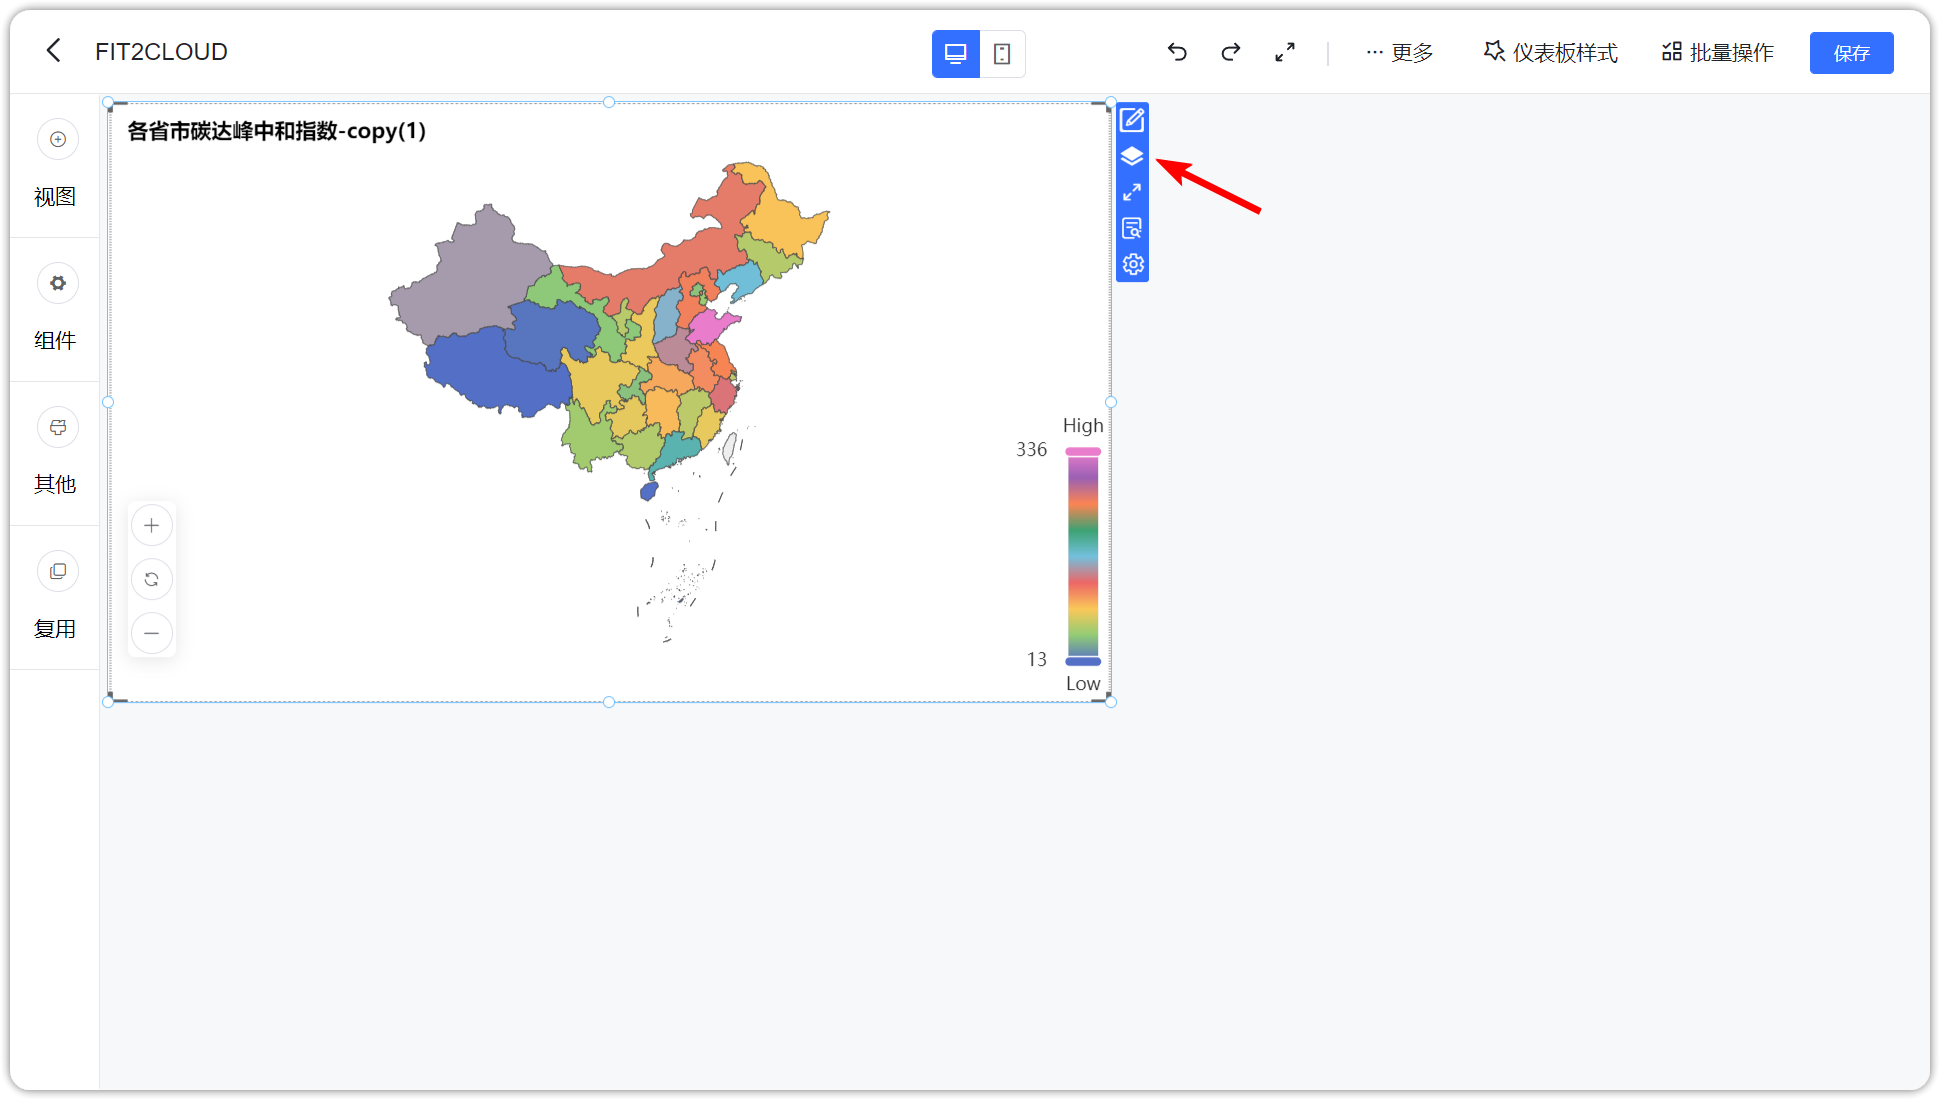 FIT2CLOUD
更多
仪表板样式
批量操作
保存
视图
组件
其他
复用
各省市碳达峰中和指数-copy(1)
High
336
13
Low